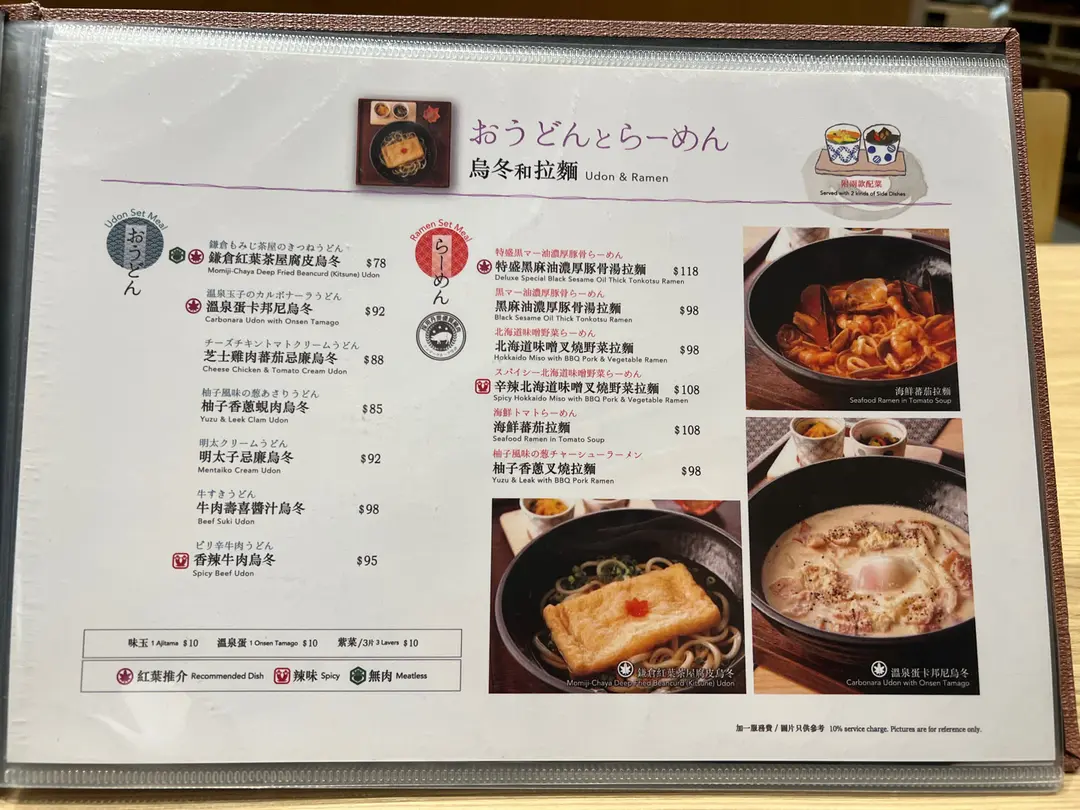 おうどんとらーめん
烏冬和拉麵 Udon & Ramen
附兩款配菜
Served with 2 kinds of Side Dishes
Udon Set Meal
おうどん
鎌倉もみじ茶屋のきつねうどん
鎌倉紅葉茶屋腐皮烏冬 $78
Momiji-Chaya Deep Fried Beancurd (Kitsune) Udon
温泉玉子のカルボナーラうどん
溫泉蛋卡邦尼烏冬 $92
Carbonara Udon with Onsen Tamago
チーズチキントマトクリームうどん
芝士雞肉蕃茄忌廉烏冬 $88
Cheese Chicken & Tomato Cream Udon
柚子風味の葱あさりうどん
柚子香蔥蜆肉烏冬 $85
Yuzu & Leek Clam Udon
明太クリームうどん
明太子忌廉烏冬 $92
Mentaiko Cream Udon
牛すきうどん
牛肉壽喜醬汁烏冬 $98
Beef Suki Udon
ピリ辛牛肉うどん
香辣牛肉烏冬 $95
Spicy Beef Udon
Ramen Set Meal
らーめん
特盛黒マー油濃厚豚骨らーめん
特盛黑麻油濃厚豚骨湯拉麵 $118
Deluxe Special Black Sesame Oil Thick Tonkotsu Ramen
黒マー油濃厚豚骨らーめん
黑麻油濃厚豚骨湯拉麵 $98
Black Sesame Oil Thick Tonkotsu Ramen
北海道味噌野菜らーめん
北海道味噌叉燒野菜拉麵 $98
Hokkaido Miso with BBQ Pork & Vegetable Ramen
スパイシー北海道味噌野菜らーめん
辛辣北海道味噌叉燒野菜拉麵 $108
Spicy Hokkaido Miso with BBQ Pork & Vegetable Ramen
海鮮トマトらーめん
海鮮蕃茄拉麵 $108
Seafood Ramen in Tomato Soup
柚子風味の葱チャーシューラーメン
柚子香蔥叉燒拉麵 $98
Yuzu & Leak with BBQ Pork Ramen
海鮮蕃茄拉麵
Seafood Ramen in Tomato Soup
鎌倉紅葉茶屋腐皮烏冬
Momiji-Chaya Deep Fried Beancurd (Kitsune) Udon
溫泉蛋卡邦尼烏冬
Carbonara Udon with Onsen Tamago
味玉 1 Ajitama $10 溫泉蛋 1 Onsen Tamago $10 紫菜/3片 3 Lavers $10
紅葉推介 Recommended Dish 辣味 Spicy 無肉 Meatless
加一服務費 / 圖片只供參考 10% service charge. Pictures are for reference only.